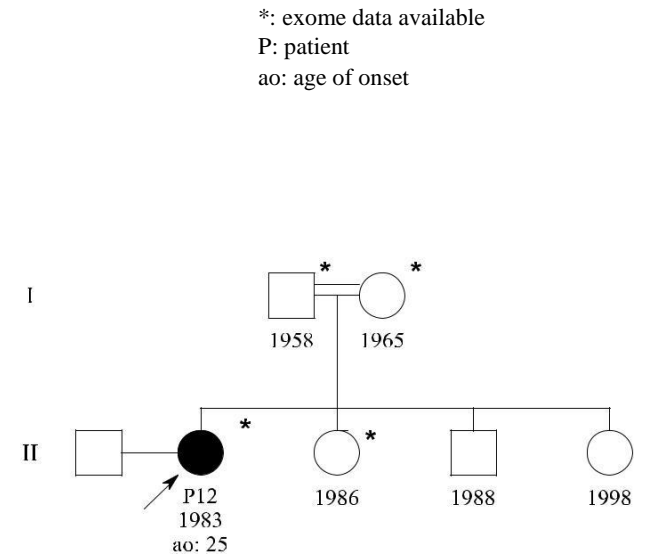 *: exome data available
P: patient
ao: age of onset
* *
I
1958 1965
* *
II
P12 1986 1988 1998
1983
ao: 25